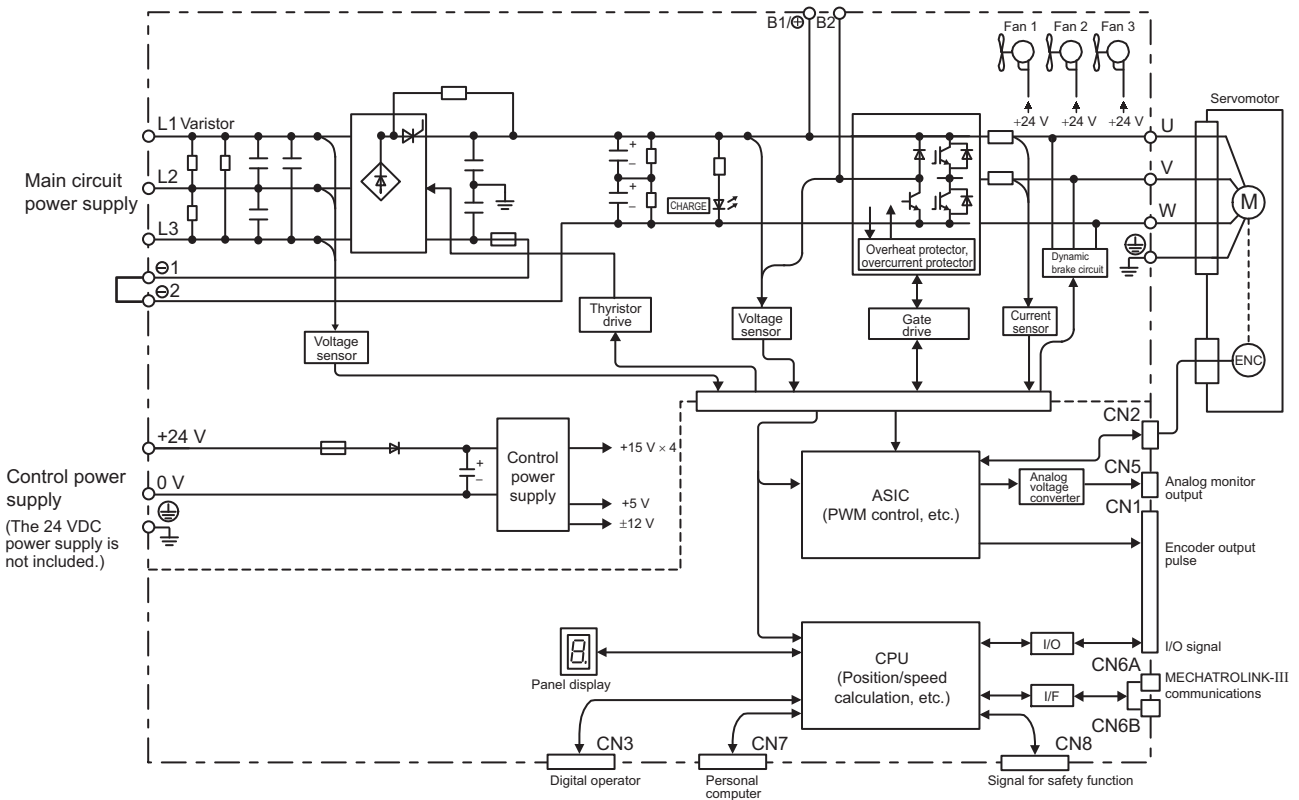 B1/⊕ B2
Fan 1 Fan 2 Fan 3
+24 V +24 V +24 V
Servomotor
L1 Varistor
U
L2
V
Main circuit
power supply
+
–
+
–
CHARGE
M
W
L3
Overheat protector,
overcurrent protector
Dynamic
brake circuit
⊖1
⊖2
Thyristor
drive
Voltage
sensor
Gate
drive
Current
sensor
Voltage
sensor
ENC
CN2
+24 V
+15 V × 4
+
–
Control
power
supply
Control power
supply
0 V
+5 V
±12 V
(The 24 VDC
power supply is
not included.)
ASIC
(PWM control, etc.)
Analog
voltage
converter
CN5
Analog monitor
output
CN1
Encoder output
pulse
8.
Panel display
CPU
(Position/speed
calculation, etc.)
I/O
I/O signal
CN6A
I/F
MECHATROLINK-III
communications
CN6B
CN3
CN7
CN8
Digital operator
Personal
computer
Signal for safety function